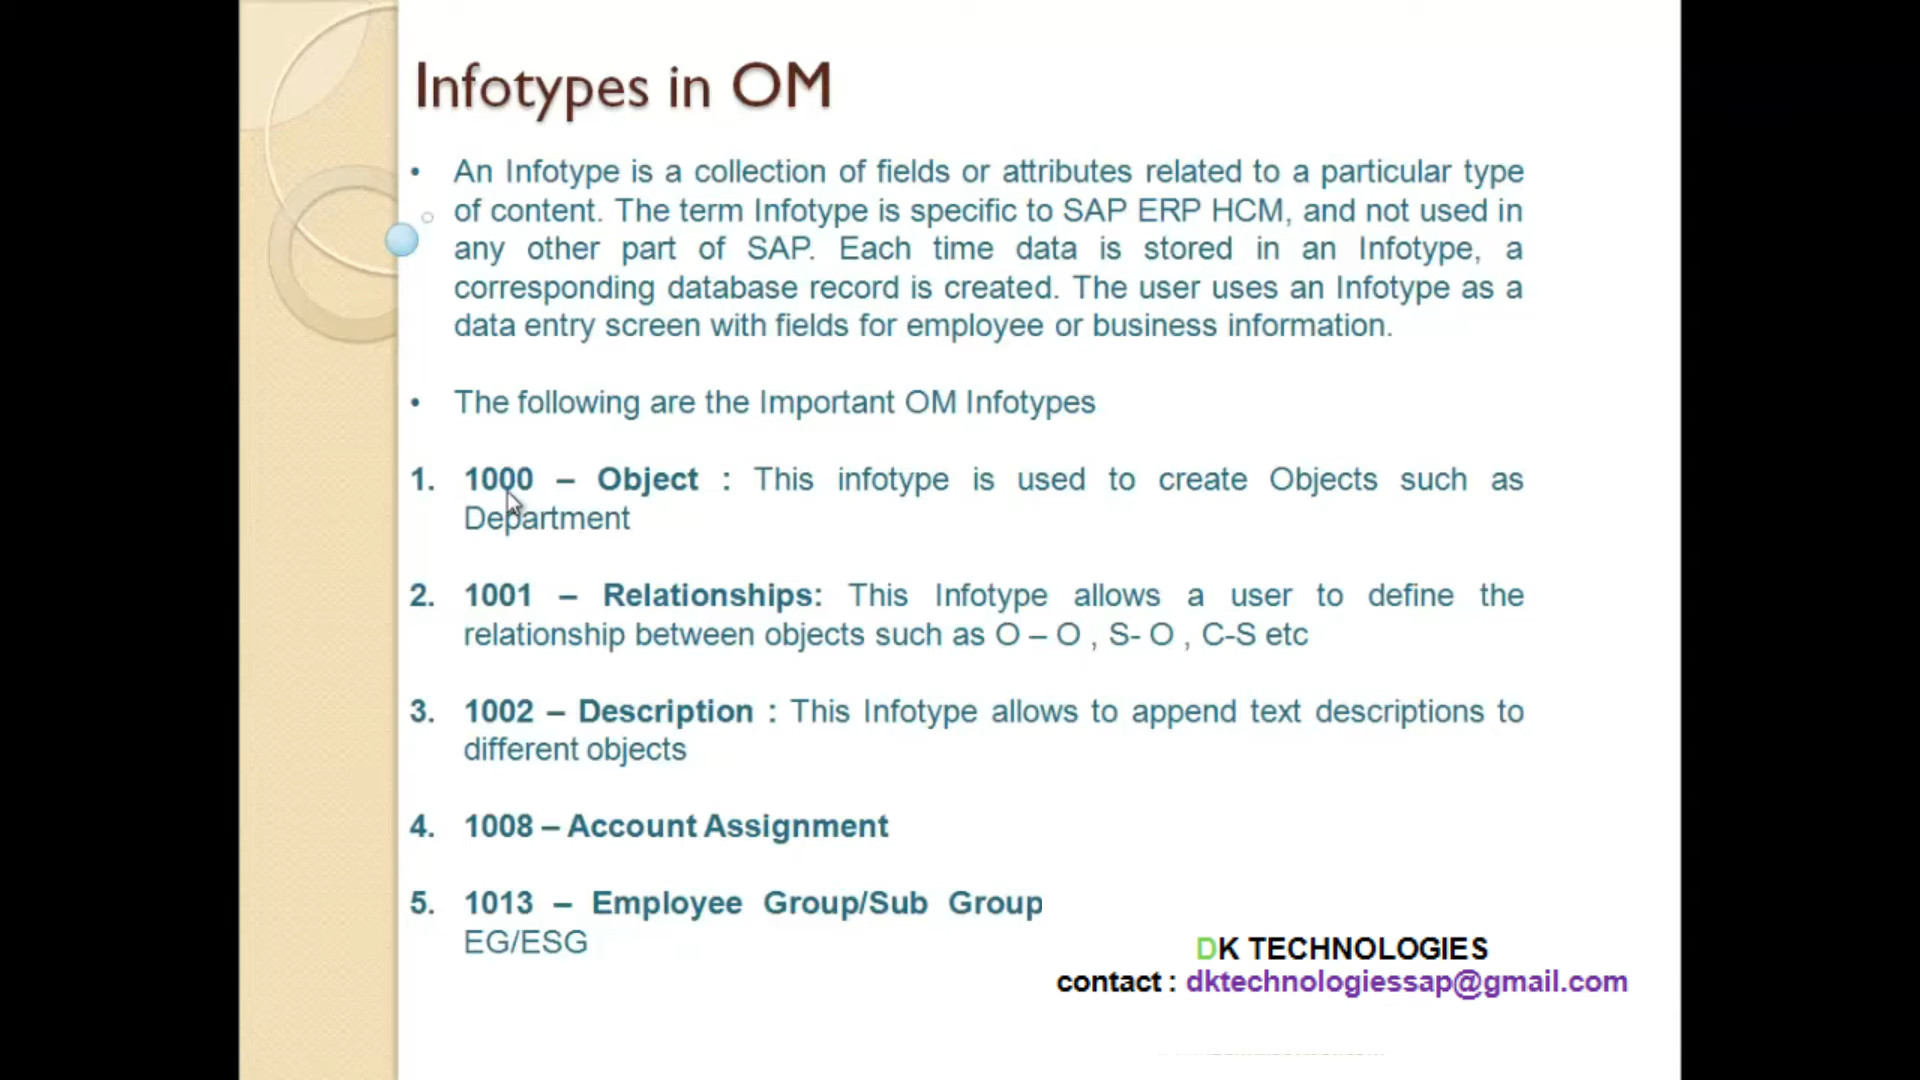 Infotypes in OM
• An Infotype is a collection of fields or attributes related to a particular type
of content. The term Infotype is specific to SAP ERP HCM, and not used in
any other part of SAP. Each time data is stored in an Infotype, a
corresponding database record is created. The user uses an Infotype as a
data entry screen with fields for employee or business information.
• The following are the Important OM Infotypes
1. 1000 – Object : This infotype is used to create Objects such as
Department
2. 1001 – Relationships: This Infotype allows a user to define the
relationship between objects such as O – O , S- O , C-S etc
3. 1002 – Description : This Infotype allows to append text descriptions to
different objects
4. 1008 – Account Assignment
5. 1013 – Employee Group/Sub Group
EG/ESG
DK TECHNOLOGIES
contact : dktechnologiessap@gmail.com